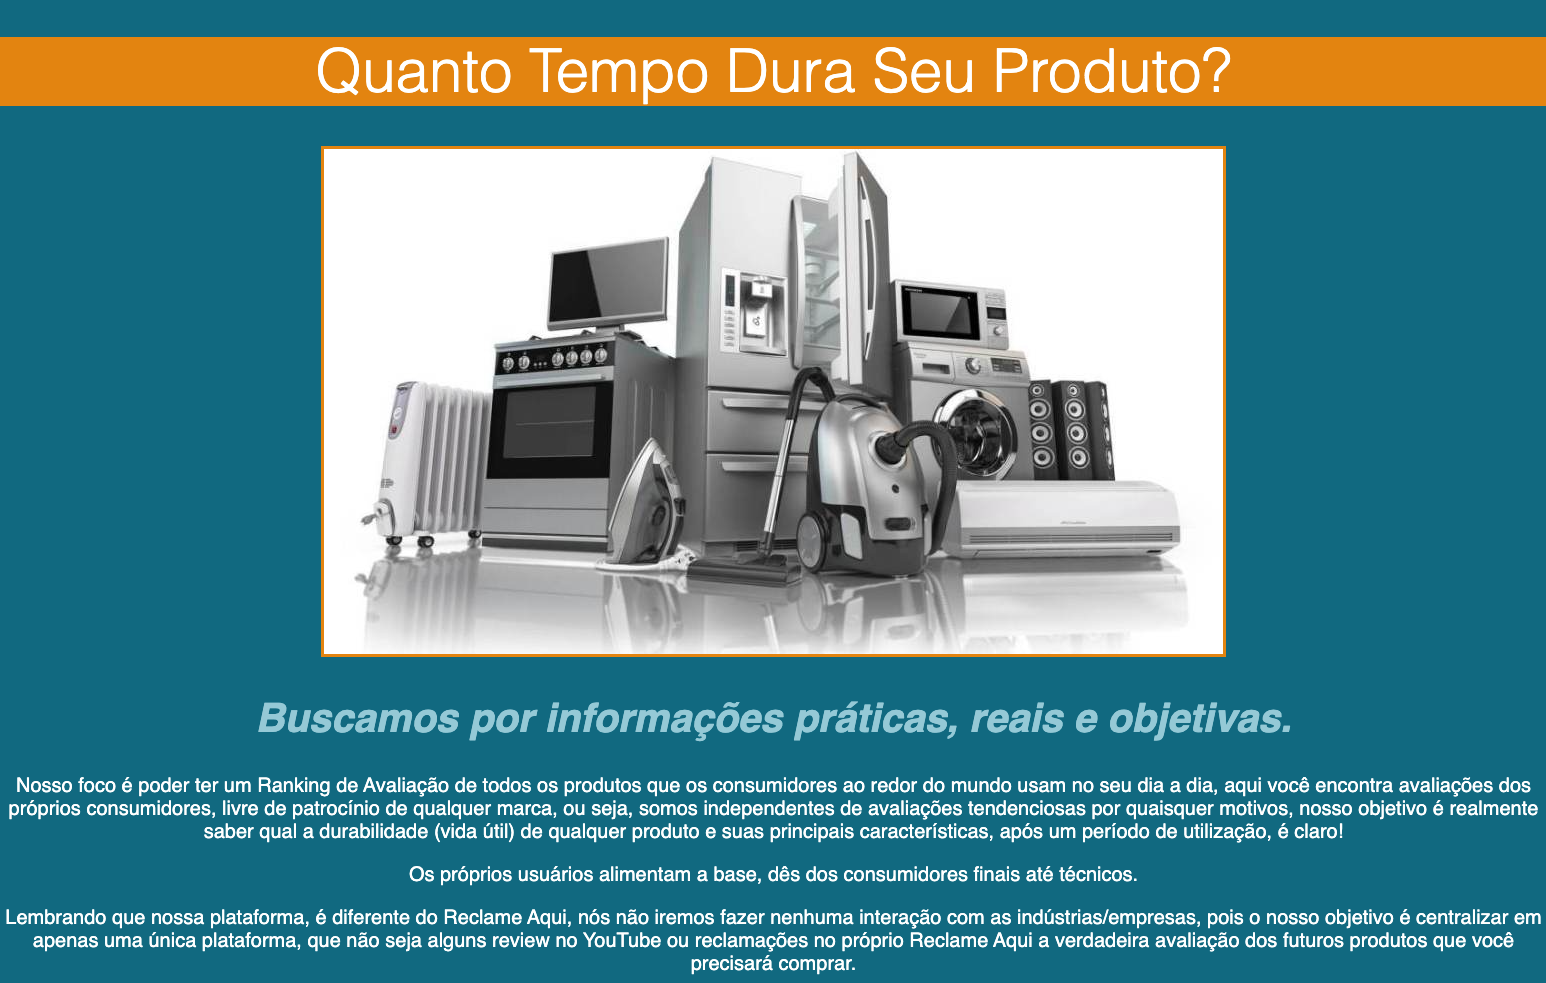 Quanto Tempo Dura Seu Produto?
Buscamos por informações práticas, reais e objetivas.
Nosso foco é poder ter um Ranking de Avaliação de todos os produtos que os consumidores ao redor do mundo usam no seu dia a dia, aqui você encontra avaliações dos
próprios consumidores, livre de patrocínio de qualquer marca, ou seja, somos independentes de avaliações tendenciosas por quaisquer motivos, nosso objetivo é realmente
saber qual a durabilidade (vida útil) de qualquer produto e suas principais características, após um período de utilização, é claro!
Os próprios usuários alimentam a base, dês dos consumidores finais até técnicos.
Lembrando que nossa plataforma, é diferente do Reclame Aqui, nós não iremos fazer nenhuma interação com as indústrias/empresas, pois o nosso objetivo é centralizar em
apenas uma única plataforma, que não seja alguns review no YouTube ou reclamações no próprio Reclame Aqui a verdadeira avaliação dos futuros produtos que você
precisará comprar.